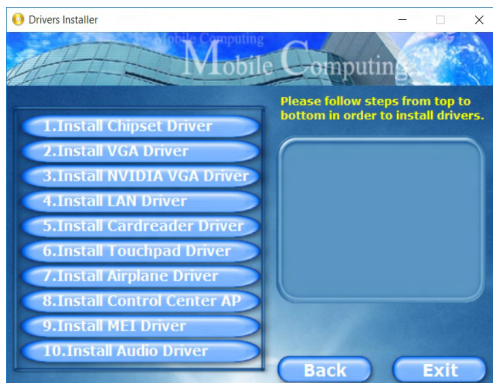 Drivers Installer
Mobile Computing
Mobile Computing
Please follow steps from top to
bottom in order to install drivers.
1.Install Chipset Driver
2.Install VGA Driver
3.Install NVIDIA VGA Driver
4.Install LAN Driver
5.Install Cardreader Driver
6.Install Touchpad Driver
7.Install Airplane Driver
8.Install Control Center AP
9.Install MEI Driver
10.Install Audio Driver
Back
Exit